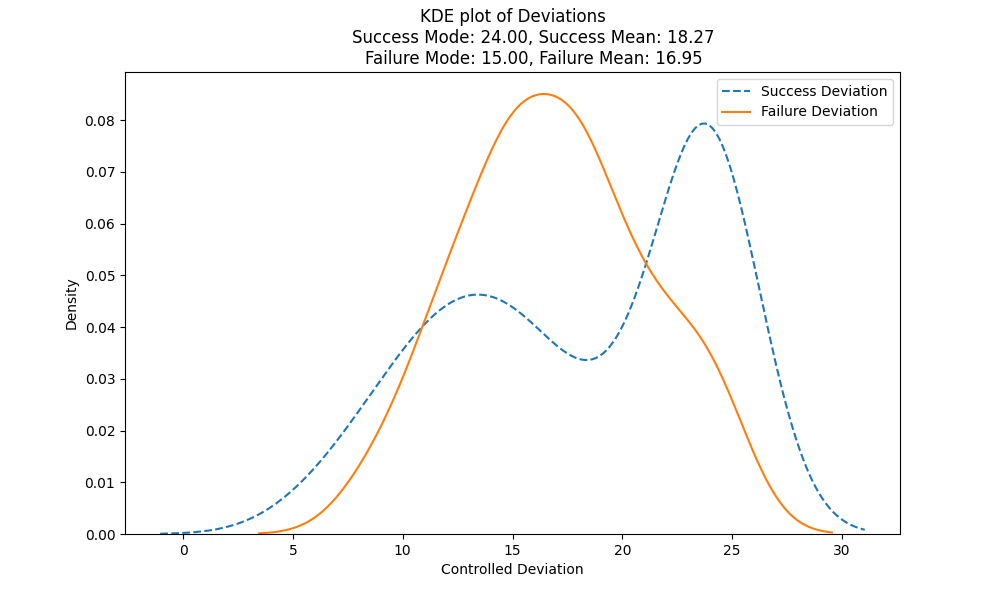 KDE plot of Deviations
Success Mode: 24.00, Success Mean: 18.27
Failure Mode: 15.00, Failure Mean: 16.95
Success Deviation
Failure Deviation
0.08
0.07
0.06
0.05
0.04
0.03
0.02
0.01
0.00
Density
0 5 10 15 20 25 30
Controlled Deviation